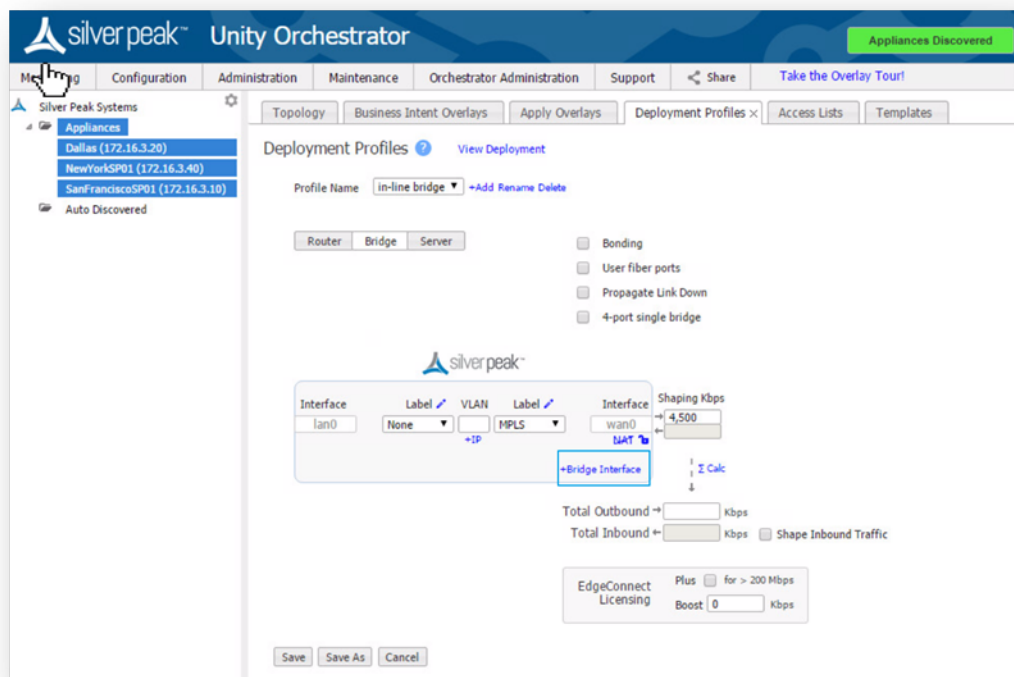 silver peak™ Unity Orchestrator
Appliances Discovered
Configuration Administration Maintenance Orchestrator Administration Support Share Take the Overlay Tour!
Silver Peak Systems
Appliances
Dallas (172.16.3.20)
NewYorkSP01 (172.16.3.40)
SanFranciscoSP01 (172.16.3.10)
Auto Discovered
Topology Business Intent Overlays Apply Overlays Deployment Profiles × Access Lists Templates
Deployment Profiles ? View Deployment
Profile Name in-line bridge ▼ +Add Rename Delete
Router Bridge Server
Bonding
User fiber ports
Propagate Link Down
4-port single bridge
silver peak™
Interface Label VLAN Label Interface Shaping Kbps
lan0 None ▼ MPLS ▼ wan0 → 4,500
+IP NAT ←
+Bridge Interface Σ Calc
Total Outbound → Kbps
Total Inbound ← Kbps Shape Inbound Traffic
EdgeConnect Licensing
Plus for > 200 Mbps
Boost 0 Kbps
Save Save As Cancel